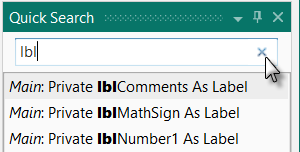 Quick Search
lbl
Main: Private lblComments As Label
Main: Private lblMathSign As Label
Main: Private lblNumber1 As Label